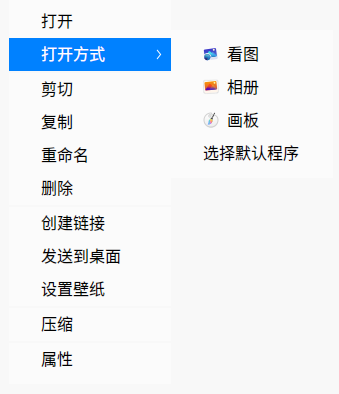 打开
打开方式
剪切
复制
重命名
删除
创建链接
发送到桌面
设置壁纸
压缩
属性
看图
相册
画板
选择默认程序